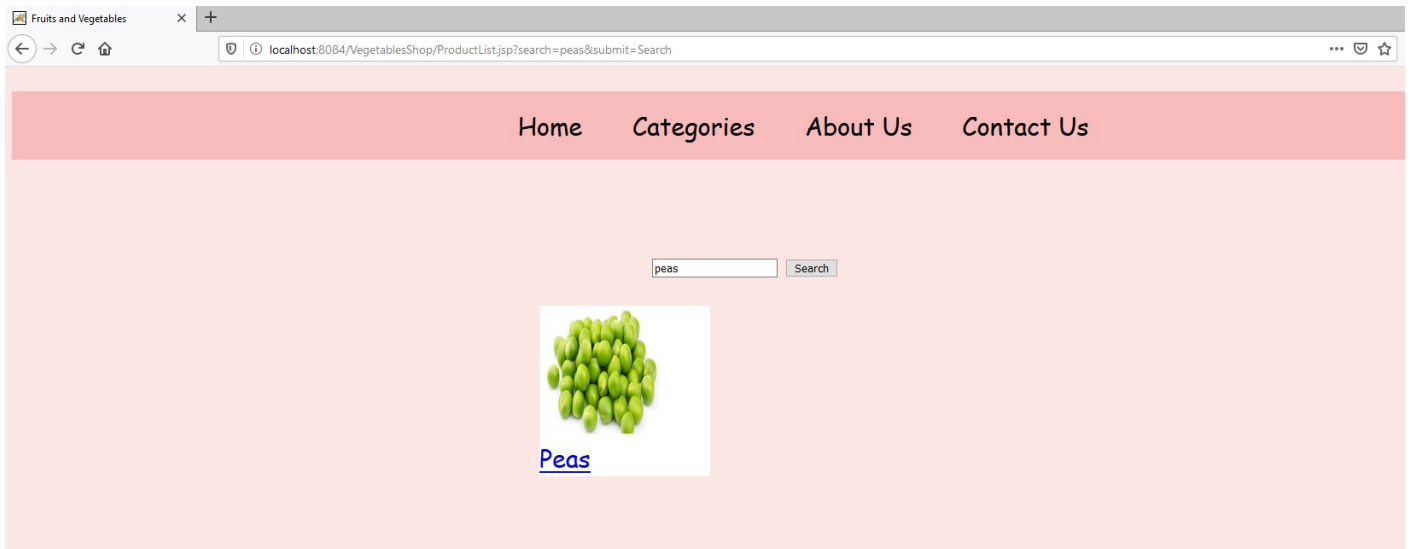 Fruits and Vegetables
localhost:8084/VegetablesShop/ProductList.jsp?search=peas&submit=Search
Home Categories About Us Contact Us
peas Search
Peas